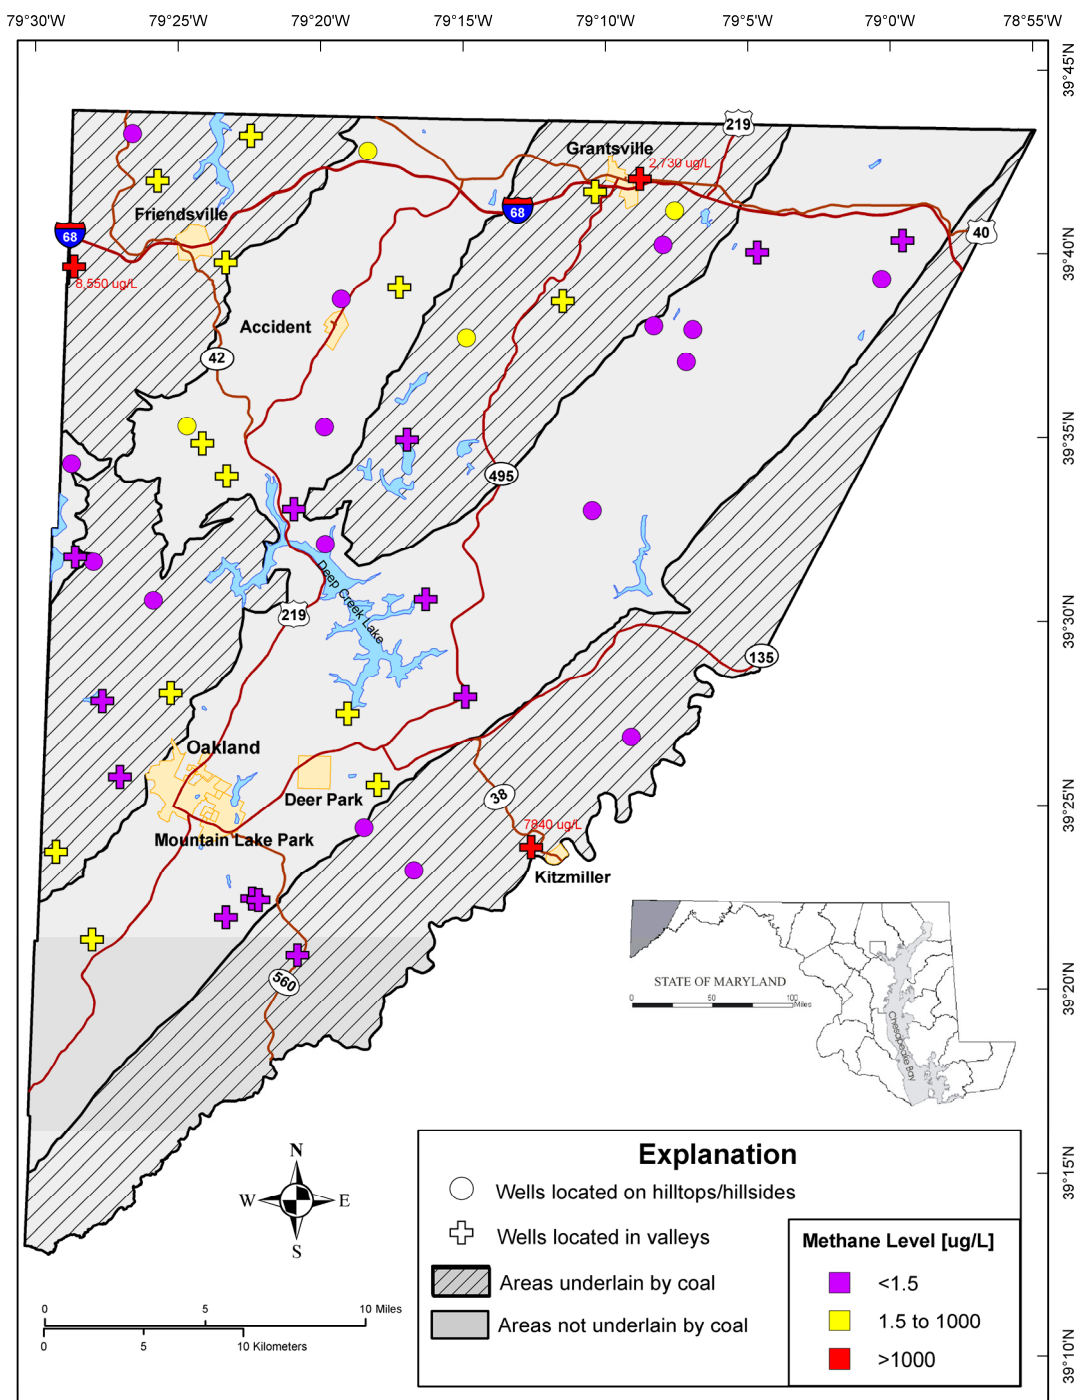 79°30'W 79°25'W 79°20'W 79°15'W 79°10'W 79°5'W 79°0'W 78°55'W
39°45'N
219
Grantsville
2,730 ug/L
Friendsville
68
68
40
39°40'N
8,550 ug/L
Accident
42
39°35'N
495
Deep Creek Lake
219
39°30'N
135
Oakland
38
Deer Park
39°25'N
7840 ug/L
Mountain Lake Park
Kitzmiller
560
STATE OF MARYLAND
0 50 100 Miles
Chesapeake Bay
39°20'N
39°15'N
39°10'N
N
W E
S
0 5 10 Miles
0 5 10 Kilometers
Explanation
Wells located on hilltops/hillsides
Wells located in valleys
Areas underlain by coal
Areas not underlain by coal
Methane Level [ug/L]
<1.5
1.5 to 1000
>1000